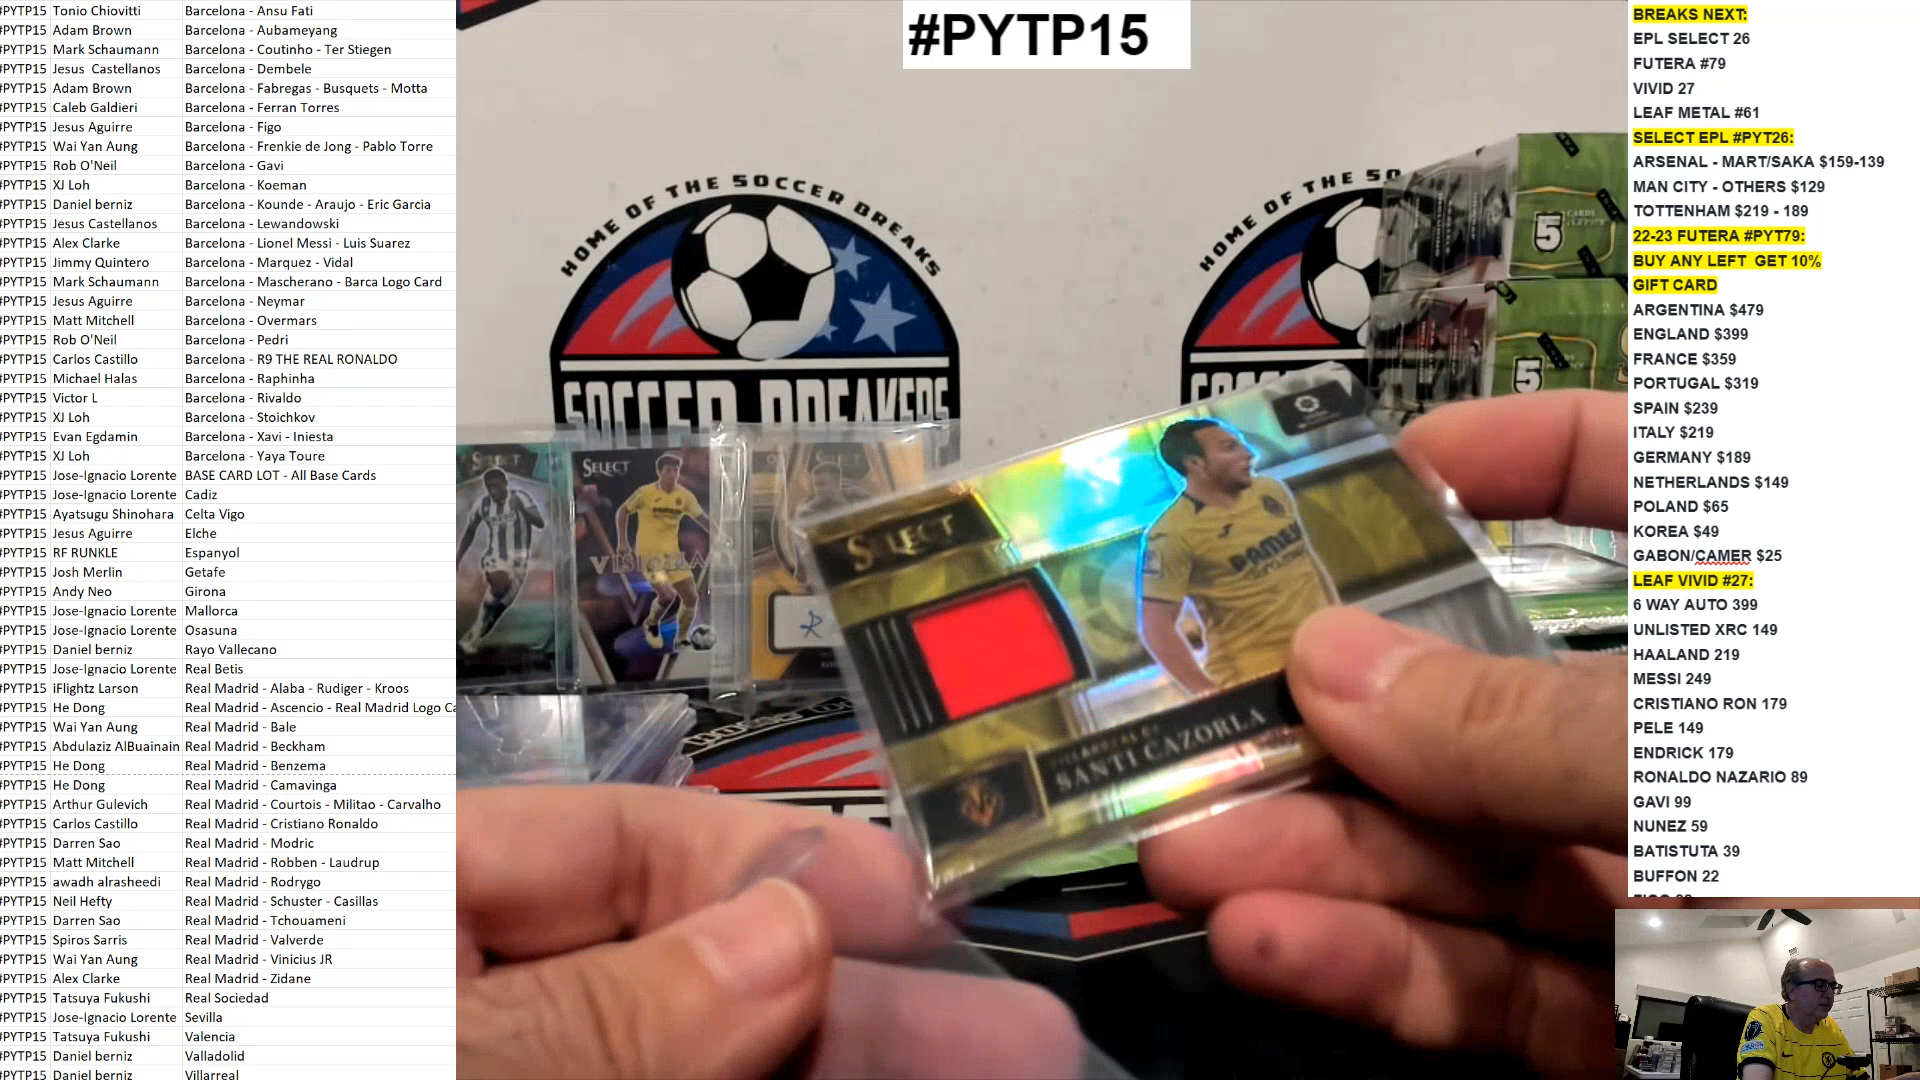 #PYTP15 Tonio Chiovitti Barcelona - Ansu Fati
#PYTP15 Adam Brown Barcelona - Aubameyang
#PYTP15 Mark Schaumann Barcelona - Coutinho - Ter Stiegen
#PYTP15 Jesus Castellanos Barcelona - Dembele
#PYTP15 Adam Brown Barcelona - Fabregas - Busquets - Motta
#PYTP15 Caleb Galdieri Barcelona - Ferran Torres
#PYTP15 Jesus Aguirre Barcelona - Figo
#PYTP15 Wai Yan Aung Barcelona - Frenkie de Jong - Pablo Torre
#PYTP15 Rob O'Neil Barcelona - Gavi
#PYTP15 XJ Loh Barcelona - Koeman
#PYTP15 Daniel berniz Barcelona - Kounde - Araujo - Eric Garcia
#PYTP15 Jesus Castellanos Barcelona - Lewandowski
#PYTP15 Alex Clarke Barcelona - Lionel Messi - Luis Suarez
#PYTP15 Jimmy Quintero Barcelona - Marquez - Vidal
#PYTP15 Mark Schaumann Barcelona - Mascherano - Barca Logo Card
#PYTP15 Jesus Aguirre Barcelona - Neymar
#PYTP15 Matt Mitchell Barcelona - Overmars
#PYTP15 Rob O'Neil Barcelona - Pedri
#PYTP15 Carlos Castillo Barcelona - R9 THE REAL RONALDO
#PYTP15 Michael Halas Barcelona - Raphinha
#PYTP15 Victor L Barcelona - Rivaldo
#PYTP15 XJ Loh Barcelona - Stoichkov
#PYTP15 Evan Egdamin Barcelona - Xavi - Iniesta
#PYTP15 XJ Loh Barcelona - Yaya Toure
#PYTP15 Jose-Ignacio Lorente BASE CARD LOT - All Base Cards
#PYTP15 Jose-Ignacio Lorente Cadiz
#PYTP15 Ayatsugu Shinohara Celta Vigo
#PYTP15 Jesus Aguirre Elche
#PYTP15 RF RUNKLE Espanyol
#PYTP15 Josh Merlin Getafe
#PYTP15 Andy Neo Girona
#PYTP15 Jose-Ignacio Lorente Mallorca
#PYTP15 Jose-Ignacio Lorente Osasuna
#PYTP15 Daniel berniz Rayo Vallecano
#PYTP15 Jose-Ignacio Lorente Real Betis
#PYTP15 iFlightz Larson Real Madrid - Alaba - Rudiger - Kroos
#PYTP15 He Dong Real Madrid - Ascencio - Real Madrid Logo Ca
#PYTP15 Wai Yan Aung Real Madrid - Bale
#PYTP15 Abdulaziz AlBuainain Real Madrid - Beckham
#PYTP15 He Dong Real Madrid - Benzema
#PYTP15 He Dong Real Madrid - Camavinga
#PYTP15 Arthur Gulevich Real Madrid - Courtois - Militao - Carvalho
#PYTP15 Carlos Castillo Real Madrid - Cristiano Ronaldo
#PYTP15 Darren Sao Real Madrid - Modric
#PYTP15 Matt Mitchell Real Madrid - Robben - Laudrup
#PYTP15 awadh alrasheedi Real Madrid - Rodrygo
#PYTP15 Neil Hefty Real Madrid - Schuster - Casillas
#PYTP15 Darren Sao Real Madrid - Tchouameni
#PYTP15 Spiros Sarris Real Madrid - Valverde
#PYTP15 Wai Yan Aung Real Madrid - Vinicius JR
#PYTP15 Alex Clarke Real Madrid - Zidane
#PYTP15 Tatsuya Fukushi Real Sociedad
#PYTP15 Jose-Ignacio Lorente Sevilla
#PYTP15 Tatsuya Fukushi Valencia
#PYTP15 Daniel berniz Valladolid
#PYTP15 Daniel berniz Villarreal
#PYTP15
HOME OF THE SOCCER BREAKS
SOCCER BREAKERS
HOME OF THE SO
5
5
SELECT
SELECT
SANTI CAZORLA
BREAKS NEXT:
EPL SELECT 26
FUTERA #79
VIVID 27
LEAF METAL #61
SELECT EPL #PYT26:
ARSENAL - MART/SAKA $159-139
MAN CITY - OTHERS $129
TOTTENHAM $219 - 189
22-23 FUTERA #PYT79:
BUY ANY LEFT GET 10%
GIFT CARD
ARGENTINA $479
ENGLAND $399
FRANCE $359
PORTUGAL $319
SPAIN $239
ITALY $219
GERMANY $189
NETHERLANDS $149
POLAND $65
KOREA $49
GABON/CAMER $25
LEAF VIVID #27:
6 WAY AUTO 399
UNLISTED XRC 149
HAALAND 219
MESSI 249
CRISTIANO RON 179
PELE 149
ENDRICK 179
RONALDO NAZARIO 89
GAVI 99
NUNEZ 59
BATISTUTA 39
BUFFON 22